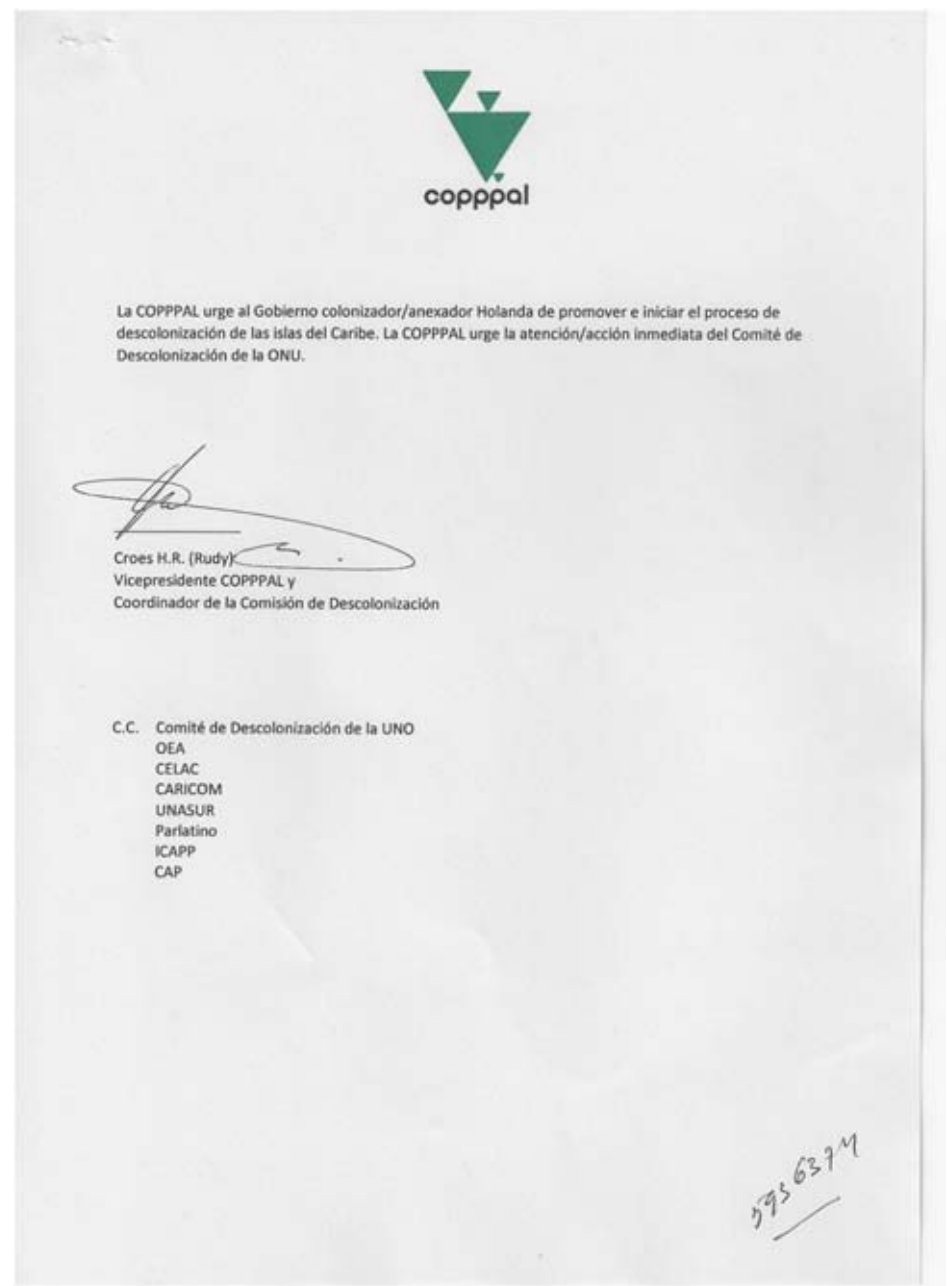 copppal
La COPPPAL urge al Gobierno colonizador/anexador Holanda de promover e iniciar el proceso de
descolonización de las islas del Caribe. La COPPPAL urge la atención/acción inmediata del Comité de
Descolonización de la ONU.
Croes H.R. (Rudy)
Vicepresidente COPPPAL y
Coordinador de la Comisión de Descolonización
C.C. Comité de Descolonización de la UNO
OEA
CELAC
CARICOM
UNASUR
Parlatino
ICAPP
CAP